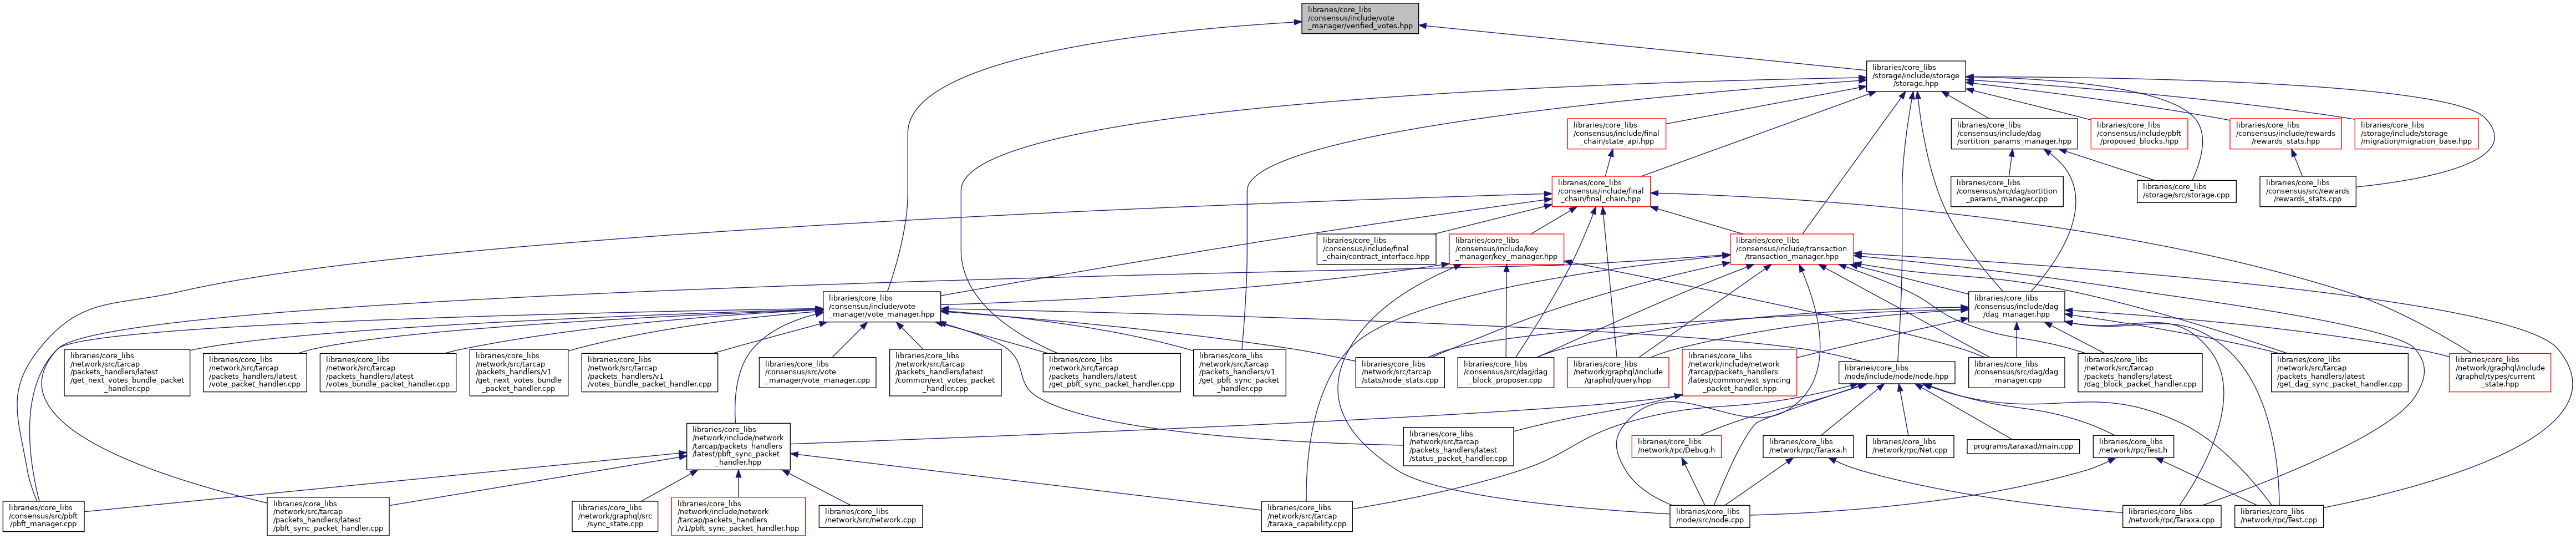 libraries/core_libs
/consensus/include/vote
_manager/verified_votes.hpp
libraries/core_libs
/storage/include/storage
/storage.hpp
libraries/core_libs
/consensus/include/final
_chain/state_api.hpp
libraries/core_libs
/consensus/include/dag
/sortition_params_manager.hpp
libraries/core_libs
/consensus/include/pbft
/proposed_blocks.hpp
libraries/core_libs
/consensus/include/rewards
/rewards_stats.hpp
libraries/core_libs
/storage/include/storage
/migration/migration_base.hpp
libraries/core_libs
/consensus/include/final
_chain/final_chain.hpp
libraries/core_libs
/consensus/src/dag/sortition
_params_manager.cpp
libraries/core_libs
/storage/src/storage.cpp
libraries/core_libs
/consensus/src/rewards
/rewards_stats.cpp
libraries/core_libs
/consensus/include/final
_chain/contract_interface.hpp
libraries/core_libs
/consensus/include/key
_manager/key_manager.hpp
libraries/core_libs
/consensus/include/transaction
/transaction_manager.hpp
libraries/core_libs
/consensus/include/vote
_manager/vote_manager.hpp
libraries/core_libs
/consensus/include/dag
/dag_manager.hpp
libraries/core_libs
/network/src/tarcap
/packets_handlers/latest
/get_next_votes_bundle_packet
_handler.cpp
libraries/core_libs
/network/src/tarcap
/packets_handlers/latest
/vote_packet_handler.cpp
libraries/core_libs
/network/src/tarcap
/packets_handlers/latest
/votes_bundle_packet_handler.cpp
libraries/core_libs
/network/src/tarcap
/packets_handlers/v1
/get_next_votes_bundle
_packet_handler.cpp
libraries/core_libs
/network/src/tarcap
/packets_handlers/v1
/votes_bundle_packet_handler.cpp
libraries/core_libs
/consensus/src/vote
_manager/vote_manager.cpp
libraries/core_libs
/network/src/tarcap
/packets_handlers/latest
/common/ext_votes_packet
_handler.cpp
libraries/core_libs
/network/src/tarcap
/packets_handlers/latest
/get_pbft_sync_packet_handler.cpp
libraries/core_libs
/network/src/tarcap
/packets_handlers/v1
/get_pbft_sync_packet
_handler.cpp
libraries/core_libs
/network/src/tarcap
/stats/node_stats.cpp
libraries/core_libs
/consensus/src/dag/dag
_block_proposer.cpp
libraries/core_libs
/network/graphql/include
/graphql/query.hpp
libraries/core_libs
/network/include/network
/tarcap/packets_handlers
/latest/common/ext_syncing
_packet_handler.hpp
libraries/core_libs
/node/include/node/node.hpp
libraries/core_libs
/consensus/src/dag/dag
_manager.cpp
libraries/core_libs
/network/src/tarcap
/packets_handlers/latest
/dag_block_packet_handler.cpp
libraries/core_libs
/network/src/tarcap
/packets_handlers/latest
/get_dag_sync_packet_handler.cpp
libraries/core_libs
/network/graphql/include
/graphql/types/current
_state.hpp
libraries/core_libs
/network/include/network
/tarcap/packets_handlers
/latest/pbft_sync_packet
_handler.hpp
libraries/core_libs
/network/src/tarcap
/packets_handlers/latest
/status_packet_handler.cpp
libraries/core_libs
/network/rpc/Debug.h
libraries/core_libs
/network/rpc/Taraxa.h
libraries/core_libs
/network/rpc/Net.cpp
programs/taraxad/main.cpp
libraries/core_libs
/network/rpc/Test.h
libraries/core_libs
/consensus/src/pbft
/pbft_manager.cpp
libraries/core_libs
/network/src/tarcap
/packets_handlers/latest
/pbft_sync_packet_handler.cpp
libraries/core_libs
/network/graphql/src
/sync_state.cpp
libraries/core_libs
/network/include/network
/tarcap/packets_handlers
/v1/pbft_sync_packet_handler.hpp
libraries/core_libs
/network/src/network.cpp
libraries/core_libs
/network/src/tarcap
/taraxa_capability.cpp
libraries/core_libs
/node/src/node.cpp
libraries/core_libs
/network/rpc/Taraxa.cpp
libraries/core_libs
/network/rpc/Test.cpp